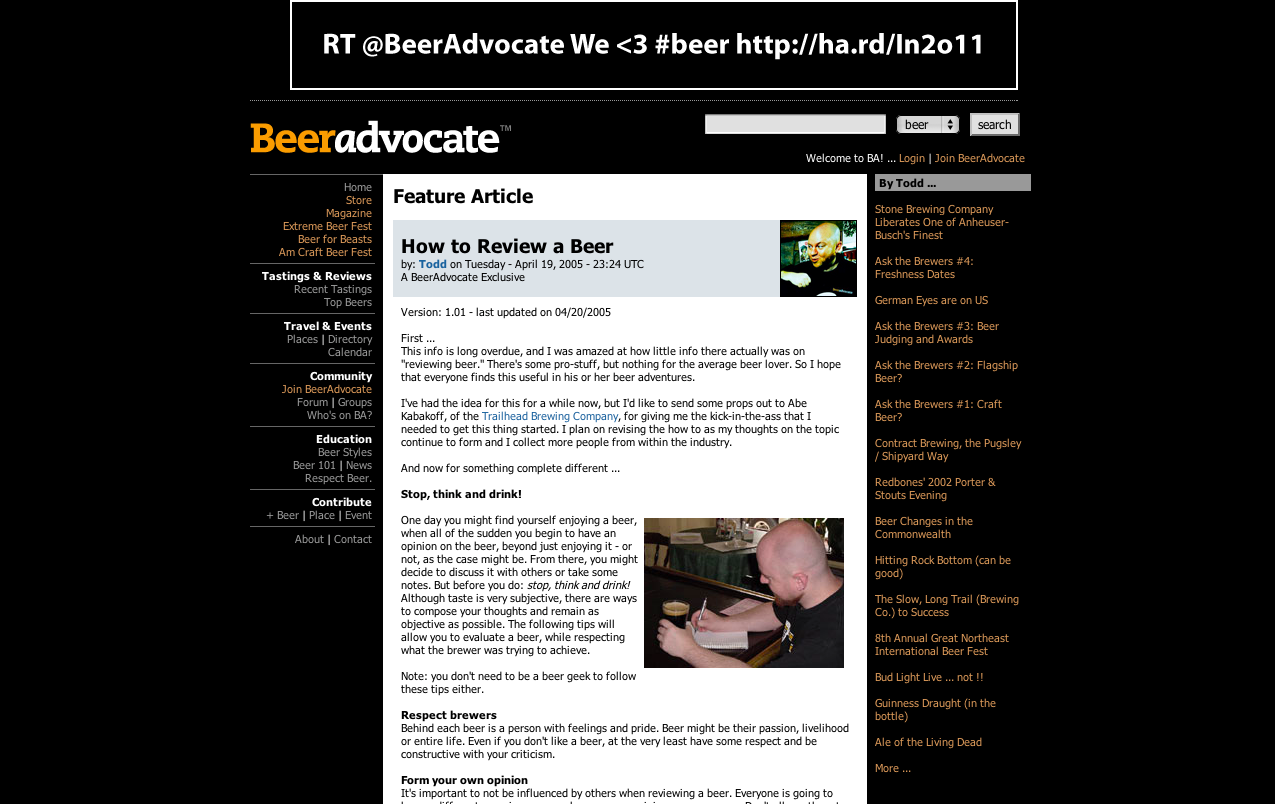 RT @BeerAdvocate We <3 #beer http://ha.rd/In2o11
Beeradvocate™
beer
search
Welcome to BA! ... Login | Join BeerAdvocate
Home
Store
Magazine
Extreme Beer Fest
Beer for Beasts
Am Craft Beer Fest
Tastings & Reviews
Recent Tastings
Top Beers
Travel & Events
Places | Directory
Calendar
Community
Join BeerAdvocate
Forum | Groups
Who's on BA?
Education
Beer Styles
Beer 101 | News
Respect Beer.
Contribute
+ Beer | Place | Event
About | Contact
Feature Article
How to Review a Beer
by: Todd on Tuesday - April 19, 2005 - 23:24 UTC
A BeerAdvocate Exclusive
Version: 1.01 - last updated on 04/20/2005
First ...
This info is long overdue, and I was amazed at how little info there actually was on
"reviewing beer." There's some pro-stuff, but nothing for the average beer lover. So I hope
that everyone finds this useful in his or her beer adventures.
I've had the idea for this for a while now, but I'd like to send some props out to Abe
Kabakoff, of the Trailhead Brewing Company, for giving me the kick-in-the-ass that I
needed to get this thing started. I plan on revising the how to as my thoughts on the topic
continue to form and I collect more people from within the industry.
And now for something complete different ...
Stop, think and drink!
One day you might find yourself enjoying a beer,
when all of the sudden you begin to have an
opinion on the beer, beyond just enjoying it - or
not, as the case might be. From there, you might
decide to discuss it with others or take some
notes. But before you do: stop, think and drink!
Although taste is very subjective, there are ways
to compose your thoughts and remain as
objective as possible. The following tips will
allow you to evaluate a beer, while respecting
what the brewer was trying to achieve.
Note: you don't need to be a beer geek to follow
these tips either.
Respect brewers
Behind each beer is a person with feelings and pride. Beer might be their passion, livelihood
or entire life. Even if you don't like a beer, at the very least have some respect and be
constructive with your criticism.
Form your own opinion
It's important to not be influenced by others when reviewing a beer. Everyone is going to
By Todd ...
Stone Brewing Company
Liberates One of Anheuser-
Busch's Finest
Ask the Brewers #4:
Freshness Dates
German Eyes are on US
Ask the Brewers #3: Beer
Judging and Awards
Ask the Brewers #2: Flagship
Beer?
Ask the Brewers #1: Craft
Beer?
Contract Brewing, the Pugsley
/ Shipyard Way
Redbones' 2002 Porter &
Stouts Evening
Beer Changes in the
Commonwealth
Hitting Rock Bottom (can be
good)
The Slow, Long Trail (Brewing
Co.) to Success
8th Annual Great Northeast
International Beer Fest
Bud Light Live ... not !!
Guinness Draught (in the
bottle)
Ale of the Living Dead
More ...